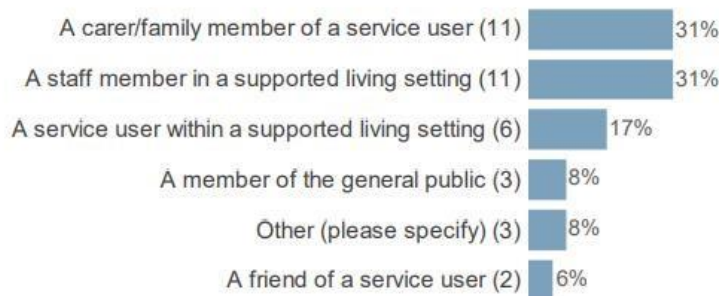 A carer/family member of a service user (11) 31%
A staff member in a supported living setting (11) 31%
A service user within a supported living setting (6) 17%
A member of the general public (3) 8%
Other (please specify) (3) 8%
A friend of a service user (2) 6%